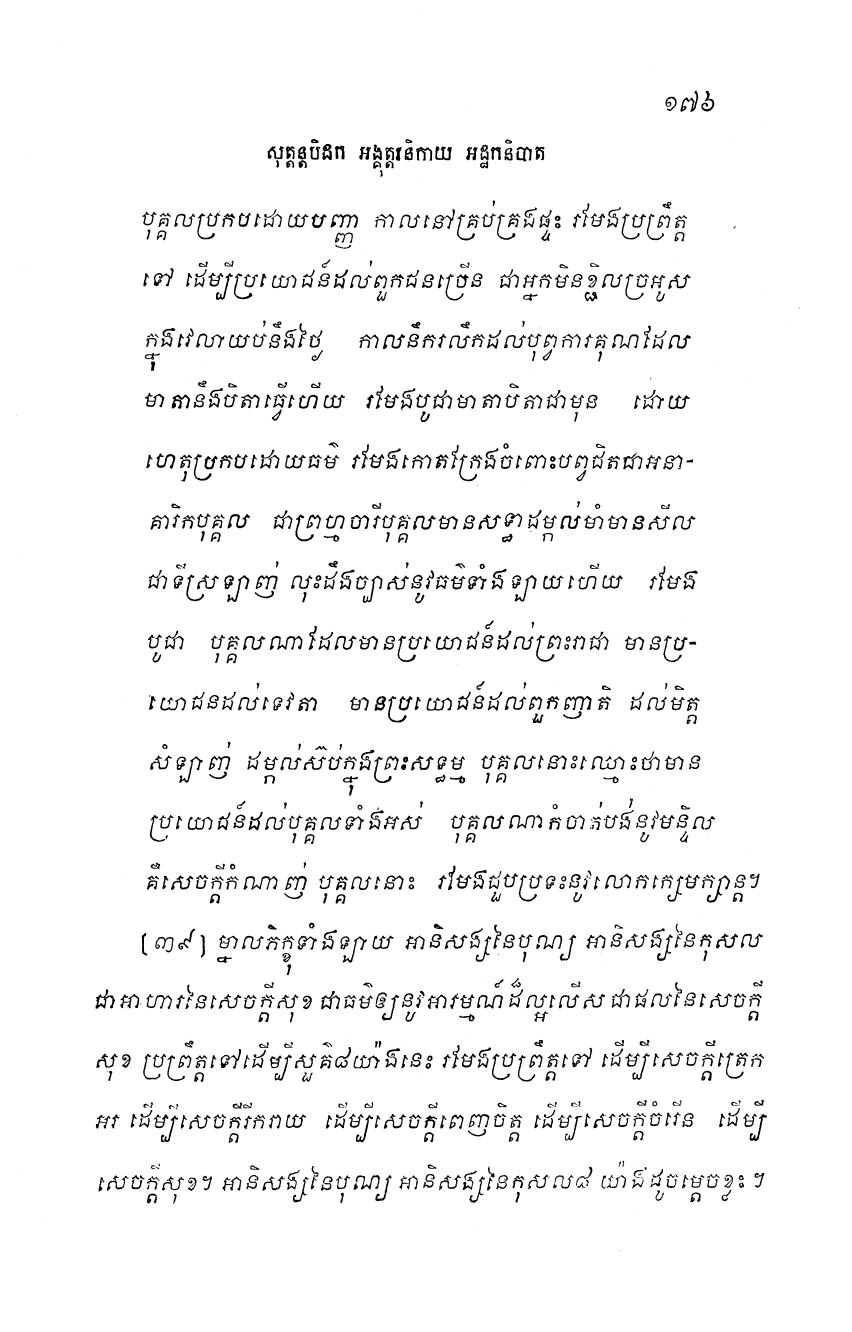 ១៧៦
សុត្តន្តបិដក អង្គុត្តរនិកាយ អដ្ឋកនិបាត
បុគ្គលប្រកបដោយបញ្ញា កាលនៅគ្រប់គ្រងផ្ទះ រមែងប្រព្រឹត្ត
ទៅ ដើម្បីប្រយោជន៍ដល់ពួកជនច្រើន ជាអ្នកមិនខ្ជិលច្រអូស
ក្នុងវេលាយប់នឹងថ្ងៃ កាលនឹករលឹកដល់បុព្វការគុណដែល
មាតានឹងបិតាធ្វើហើយ រមែងបូជាមាតាបិតាជាមុន ដោយ
ហេតុប្រកបដោយធម៌ រមែងកោតក្រែងចំពោះបព្វជិតជាអនា-
គារិកបុគ្គល ជាព្រហ្មចារីបុគ្គលមានសទ្ធាដម្កល់មាំមានសីល
ជាទីស្រឡាញ់ លុះដឹងច្បាស់នូវធម៌ទាំងឡាយហើយ រមែង
បូជា បុគ្គលណាដែលមានប្រយោជន៍ដល់ព្រះរាជា មានប្រ-
យោជនដល់ទេវតា មានប្រយោជន៍ដល់ពួកញាតិ ដល់មិត្ត
សំឡាញ់ ដម្កល់ស៊ប់ក្នុងព្រះសទ្ធម្ម បុគ្គលនោះឈ្មោះថាមាន
ប្រយោជន៍ដល់បុគ្គលទាំងអស់ បុគ្គលណាកំចាត់បង់នូវមន្ទិល
គឺសេចក្តីកំណាញ់ បុគ្គលនោះ រមែងជួបប្រទះនូវលោកក្សេមក្សាន្ត។
[៣៩] ម្នាលភិក្ខុទាំងឡាយ អានិសង្សនៃបុណ្យ អានិសង្សនៃកុសល
ជាអាហារនៃសេចក្តីសុខ ជាធម៌ឲ្យនូវអារម្មណ៍ដ៏ល្អលើស ជាផលនៃសេចក្តី
សុខ ប្រព្រឹត្តទៅដើម្បីសួគ៌៨យ៉ាងនេះ រមែងប្រព្រឹត្តទៅ ដើម្បីសេចក្តីត្រេក
អរ ដើម្បីសេចក្តីរីករាយ ដើម្បីសេចក្តីពេញចិត្ត ដើម្បីសេចក្តីចំរើន ដើម្បី
សេចក្តីសុខ។ អានិសង្សនៃបុណ្យ អានិសង្សនៃកុសល៨ យ៉ាងដូចម្តេចខ្លះ ។